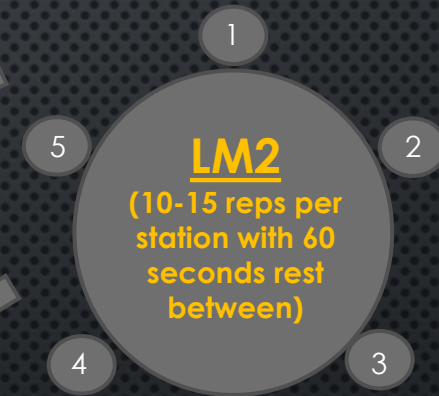 1
5
2
LM2
(10-15 reps per
station with 60
seconds rest
between)
4
3